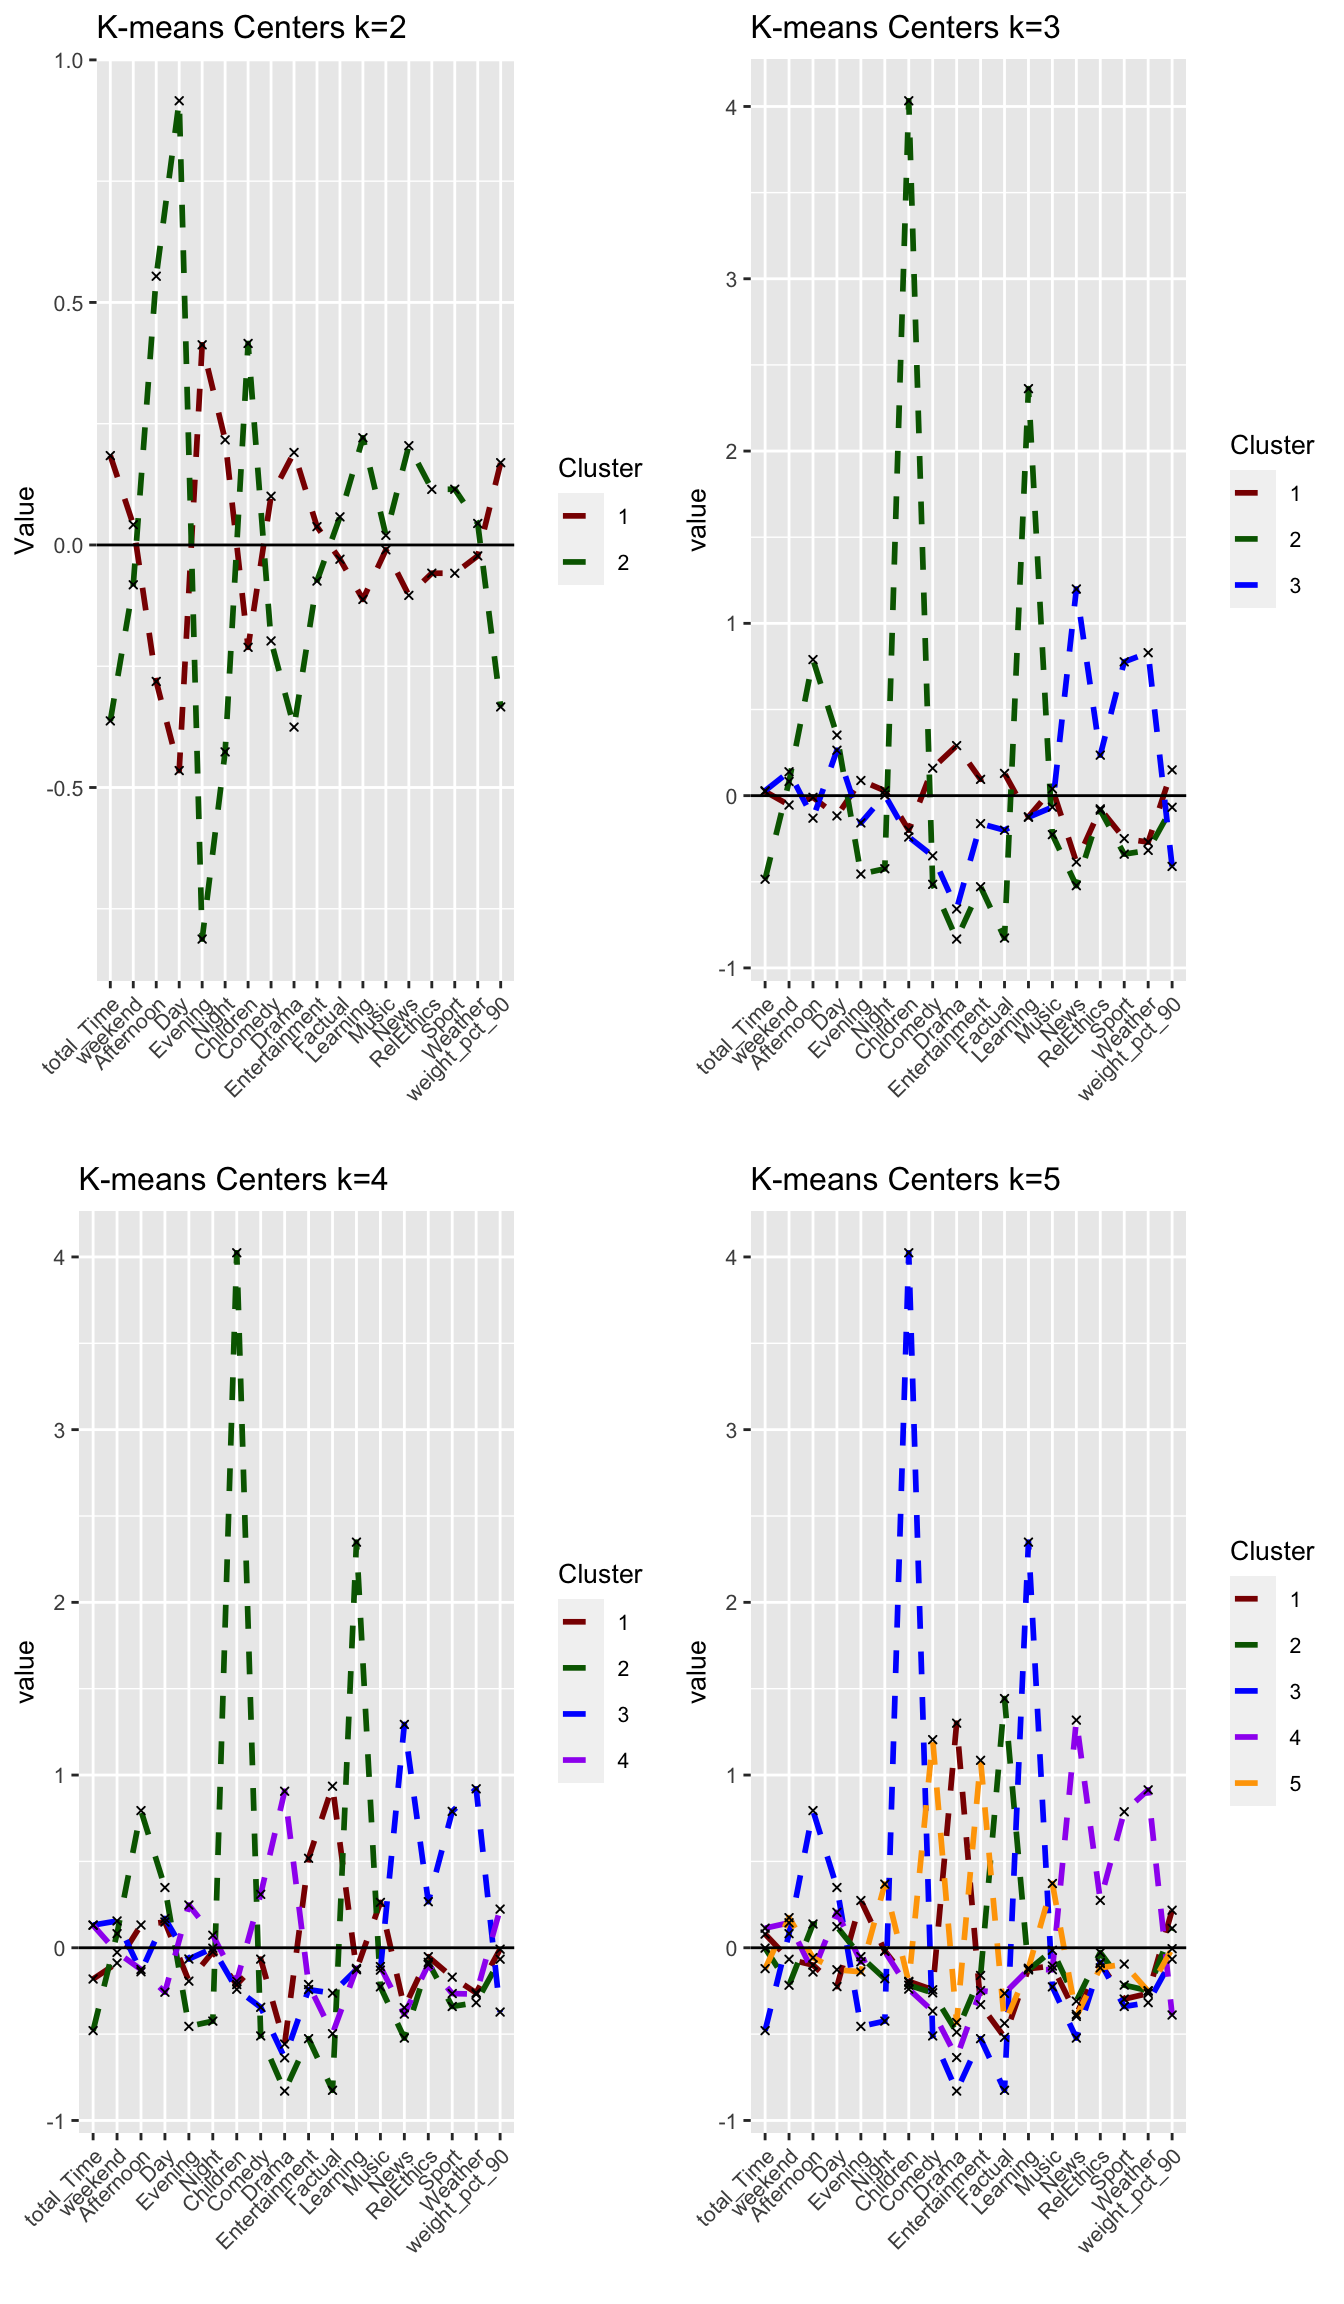 K-means Centers k=2
Value
1.0
0.5
0.0
-0.5
total_Time
weekend
Afternoon
Day
Evening
Night
Children
Comedy
Drama
Entertainment
Factual
Learning
Music
News
RelEthics
Sport
Weather
weight_pct_90
Cluster
1
2
K-means Centers k=3
value
4
3
2
1
0
-1
total_Time
weekend
Afternoon
Day
Evening
Night
Children
Comedy
Drama
Entertainment
Factual
Learning
Music
News
RelEthics
Sport
Weather
weight_pct_90
Cluster
1
2
3
K-means Centers k=4
value
4
3
2
1
0
-1
total_Time
weekend
Afternoon
Day
Evening
Night
Children
Comedy
Drama
Entertainment
Factual
Learning
Music
News
RelEthics
Sport
Weather
weight_pct_90
Cluster
1
2
3
4
K-means Centers k=5
value
4
3
2
1
0
-1
total_Time
weekend
Afternoon
Day
Evening
Night
Children
Comedy
Drama
Entertainment
Factual
Learning
Music
News
RelEthics
Sport
Weather
weight_pct_90
Cluster
1
2
3
4
5